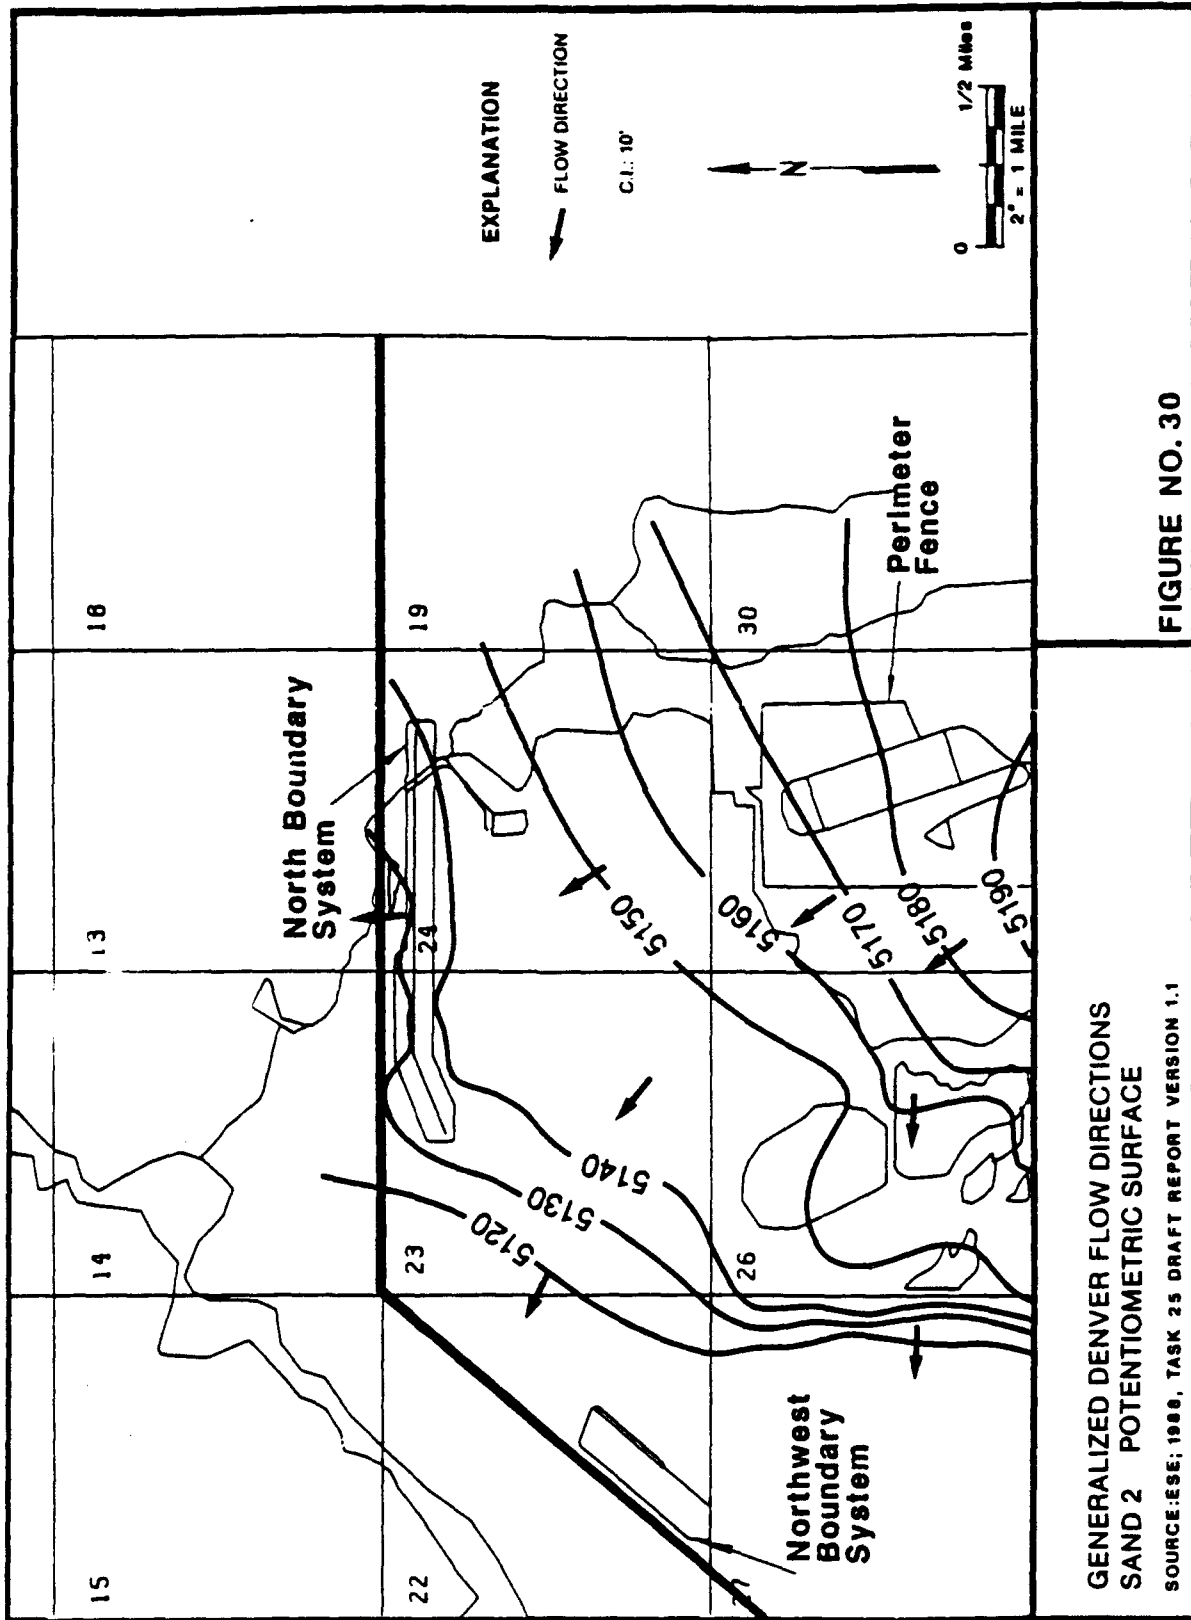 EXPLANATION
FLOW DIRECTION
C.I.: 10'
N
0
1/2 Miles
2" = 1 MILE
15
14
13
18
North Boundary
System
22
23
24
19
5120
5130
5140
5150
5160
5170
5180
5190
26
30
Northwest
Boundary
System
Perimeter
Fence
GENERALIZED DENVER FLOW DIRECTIONS
SAND 2 POTENTIOMETRIC SURFACE
SOURCE:ESE; 1988, TASK 25 DRAFT REPORT VERSION 1.1
FIGURE NO. 30